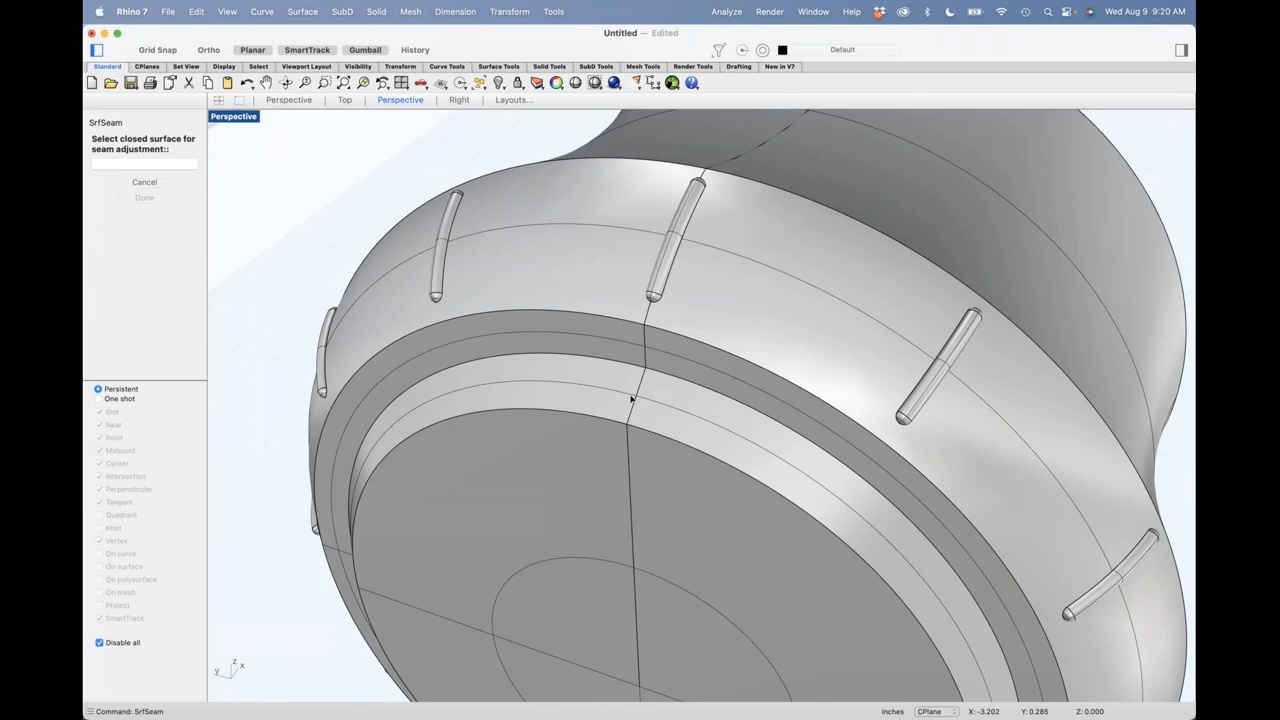 Rhino 7 File Edit View Curve Surface SubD Solid Mesh Dimension Transform Tools Analyze Render Window Help Wed Aug 9 9:20 AM
Untitled — Edited
Grid Snap Ortho Planar SmartTrack Gumball History Default
Standard CPlanes Set View Display Select Viewport Layout Visibility Transform Curve Tools Surface Tools Solid Tools SubD Tools Mesh Tools Render Tools Drafting New in V7
Perspective Top Perspective Right Layouts...
Perspective
SrfSeam
Select closed surface for
seam adjustment::
Cancel
Done
Persistent
One shot
End
Near
Point
Midpoint
Center
Intersection
Perpendicular
Tangent
Quadrant
Knot
Vertex
On curve
On surface
On polysurface
On mesh
Project
SmartTrack
Disable all
z
y x
Command: SrfSeam Inches CPlane X: -3.202 Y: 0.285 Z: 0.000